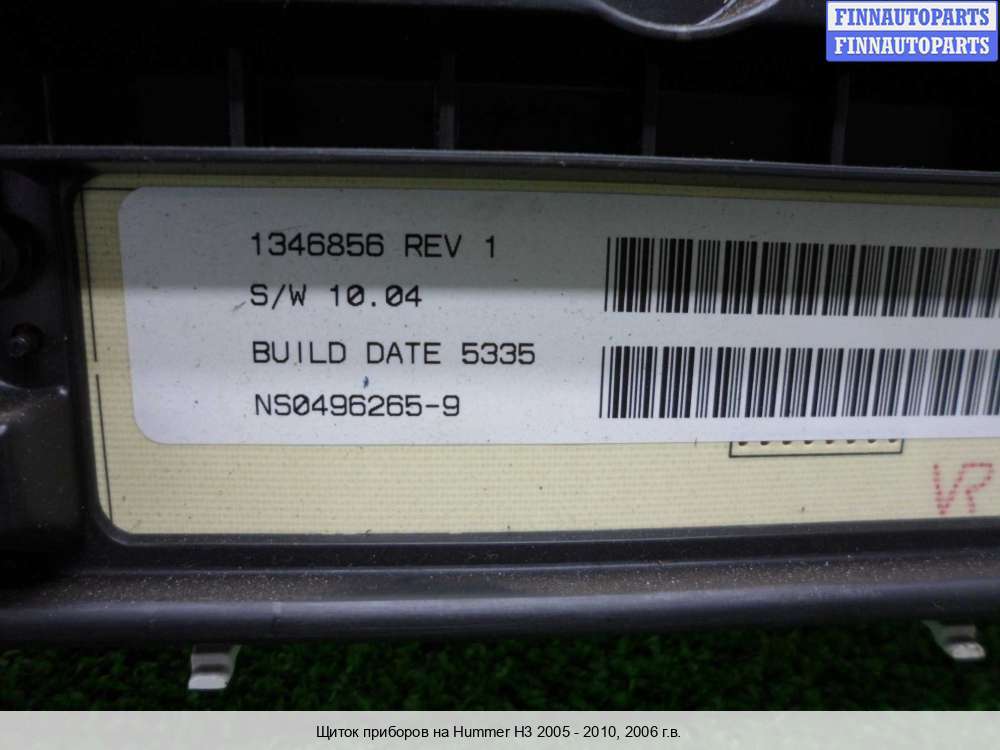 FINNAUTOPARTS
FINNAUTOPARTS
1346856 REV 1
S/W 10.04
BUILD DATE 5335
NS0496265-9
VR
Щиток приборов на Hummer H3 2005 - 2010, 2006 г.в.